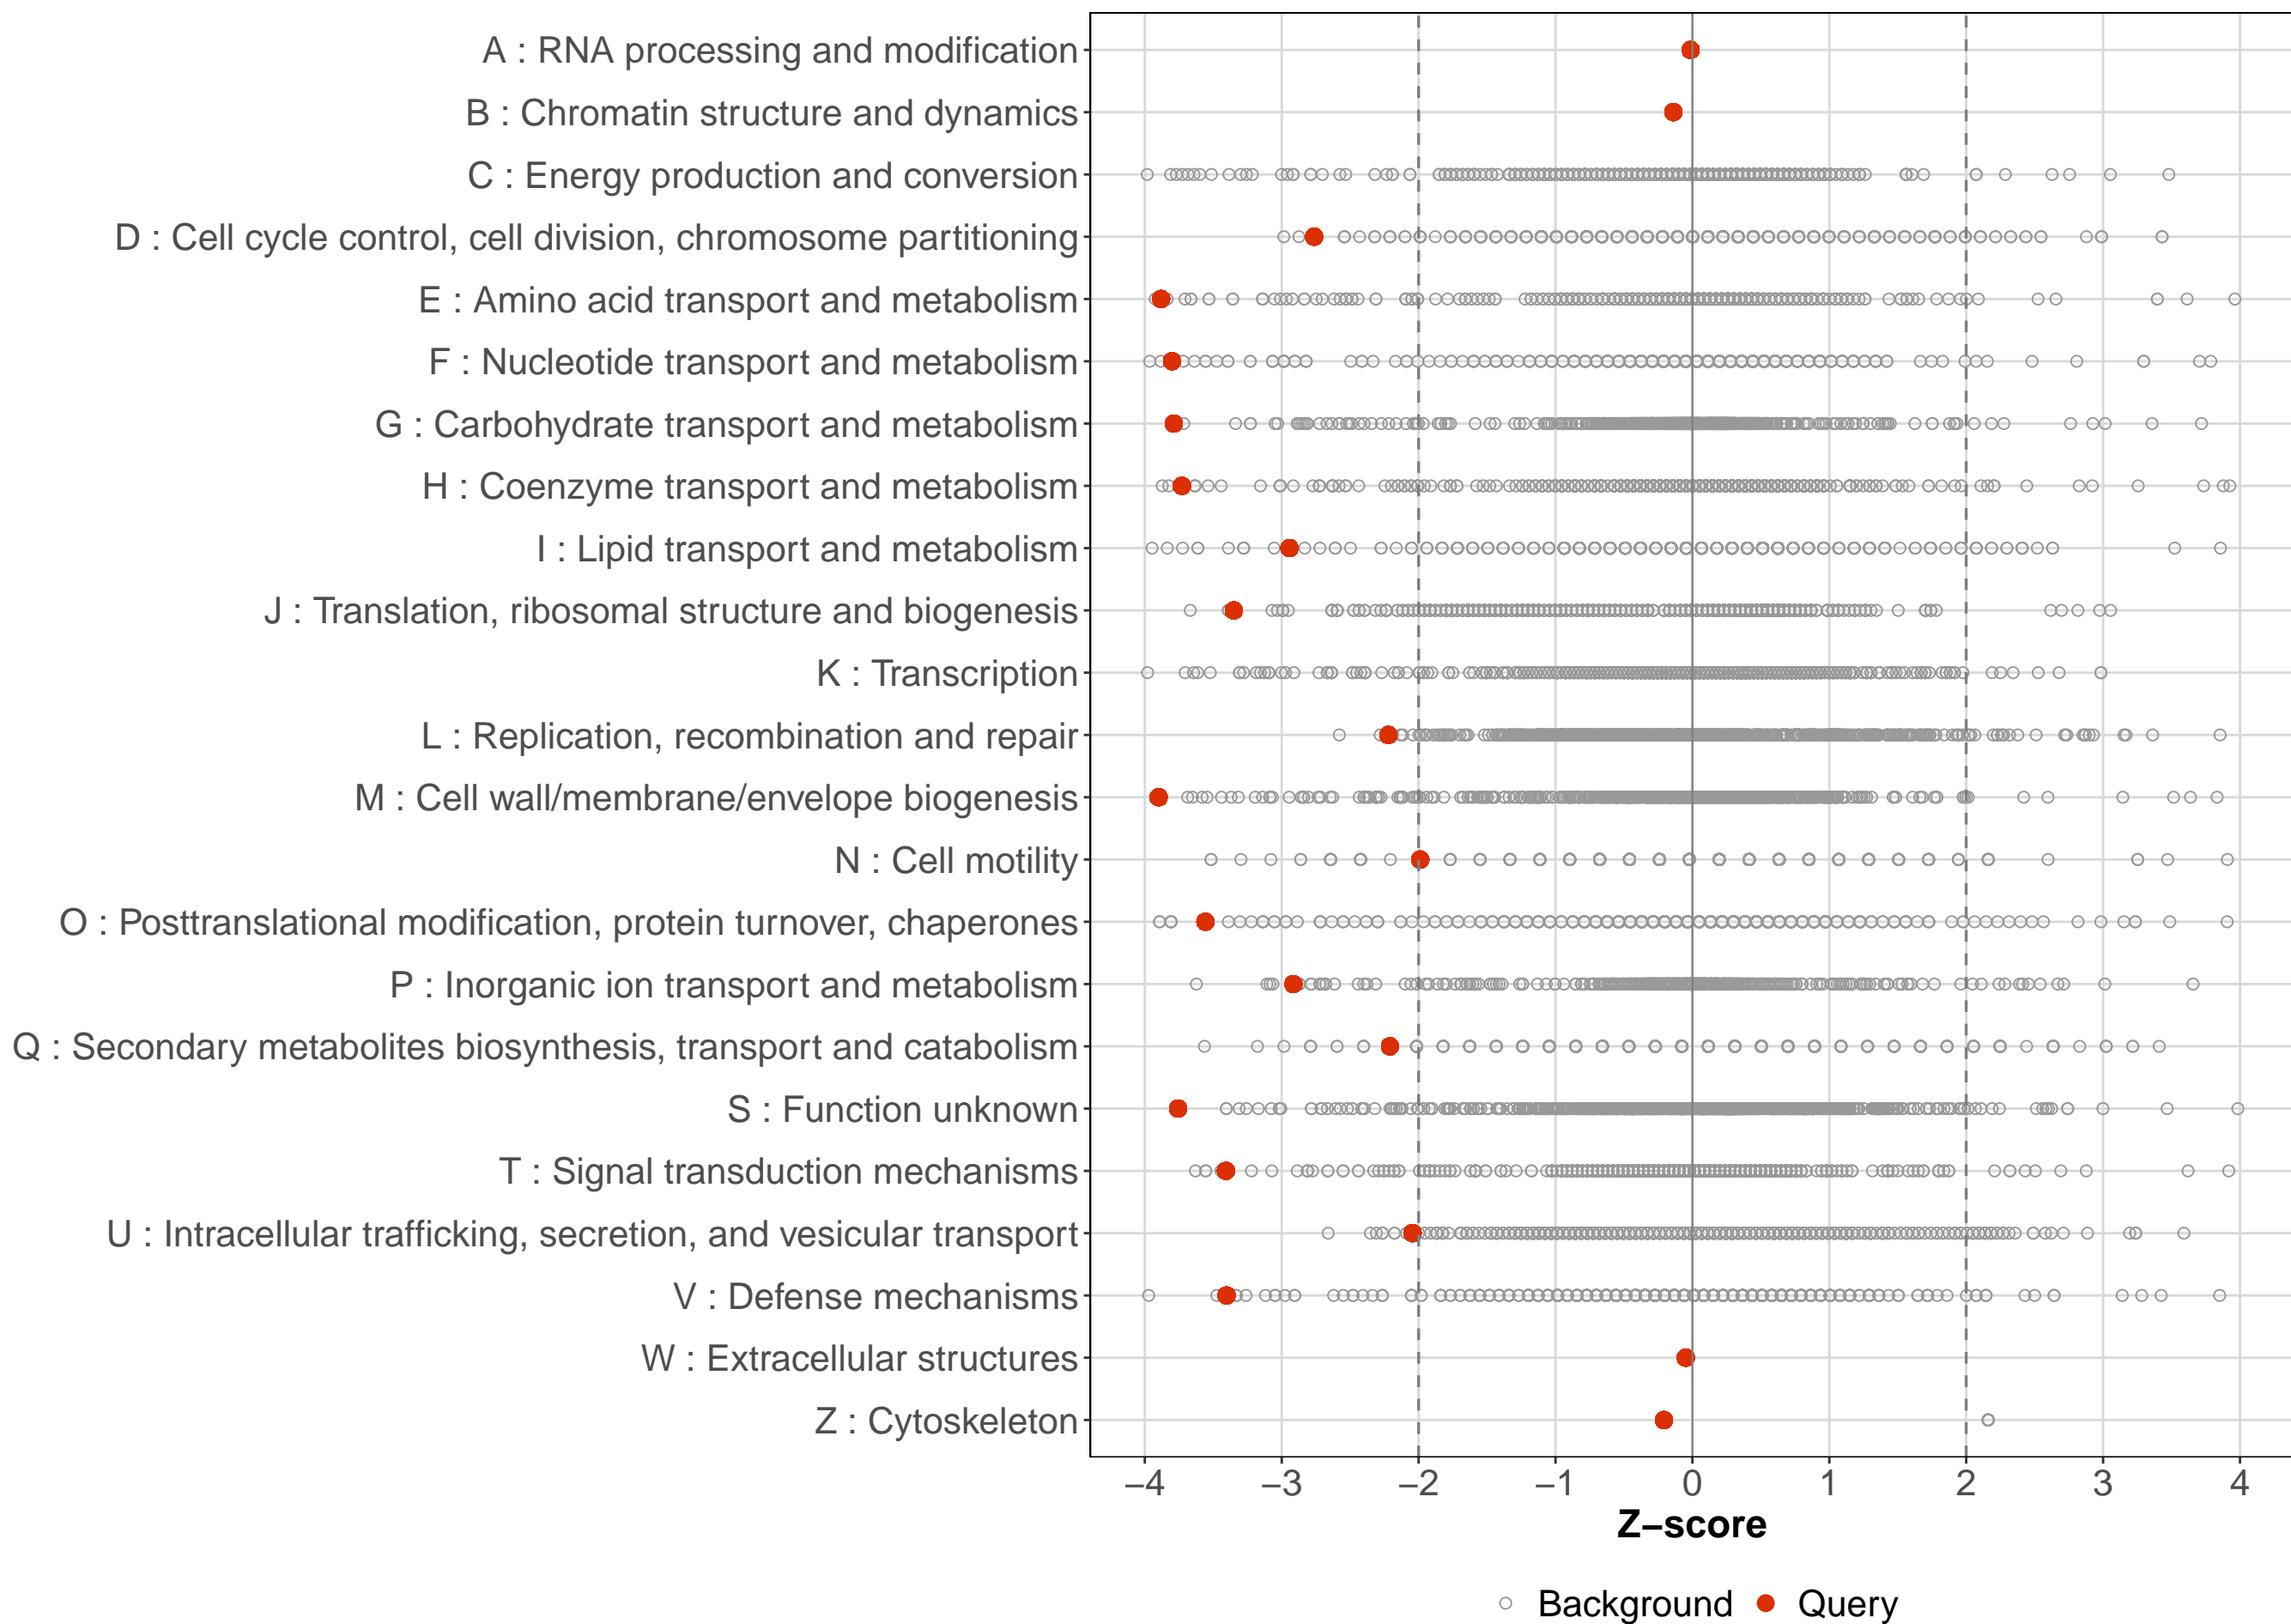 A : RNA processing and modification
B : Chromatin structure and dynamics
C : Energy production and conversion
D : Cell cycle control, cell division, chromosome partitioning
E : Amino acid transport and metabolism
F : Nucleotide transport and metabolism
G : Carbohydrate transport and metabolism
H : Coenzyme transport and metabolism
I : Lipid transport and metabolism
J : Translation, ribosomal structure and biogenesis
K : Transcription
L : Replication, recombination and repair
M : Cell wall/membrane/envelope biogenesis
N : Cell motility
O : Posttranslational modification, protein turnover, chaperones
P : Inorganic ion transport and metabolism
Q : Secondary metabolites biosynthesis, transport and catabolism
S : Function unknown
T : Signal transduction mechanisms
U : Intracellular trafficking, secretion, and vesicular transport
V : Defense mechanisms
W : Extracellular structures
Z : Cytoskeleton
−4 −3 −2 −1 0 1 2 3 4
Z−score
Background Query